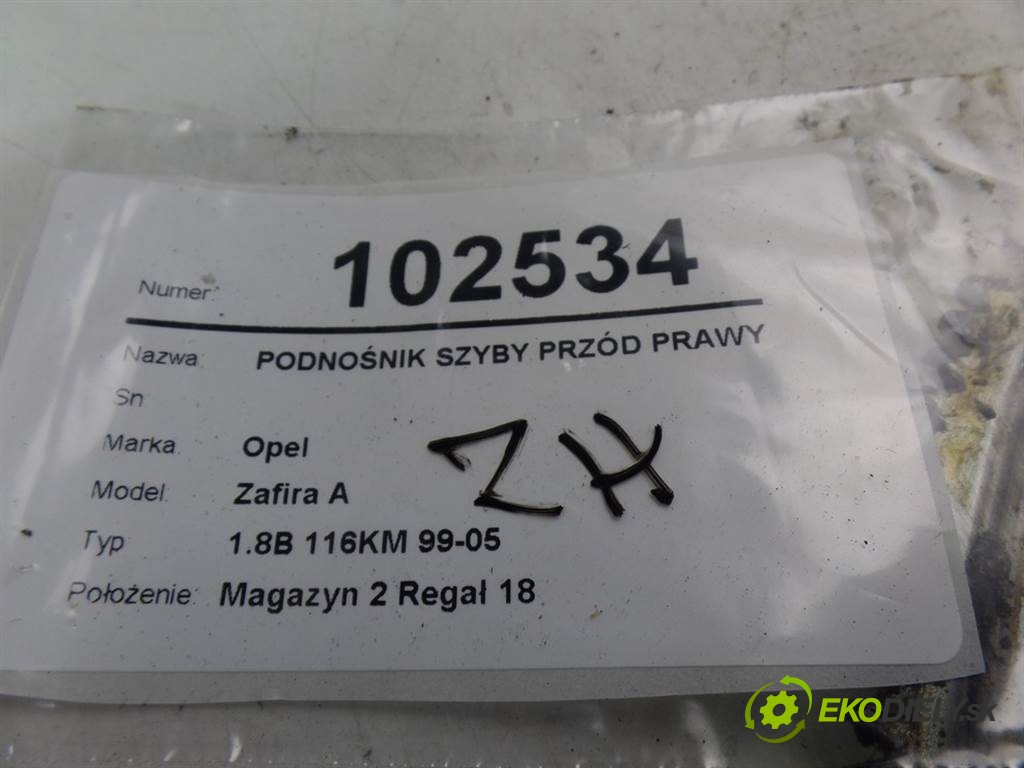 Numer: 102534
Nazwa: PODNOŚNIK SZYBY PRZÓD PRAWY
Sn
Marka: Opel
Model: Zafira A
Typ 1.8B 116KM 99-05
Położenie: Magazyn 2 Regał 18
ZH
EKODIELY.sk